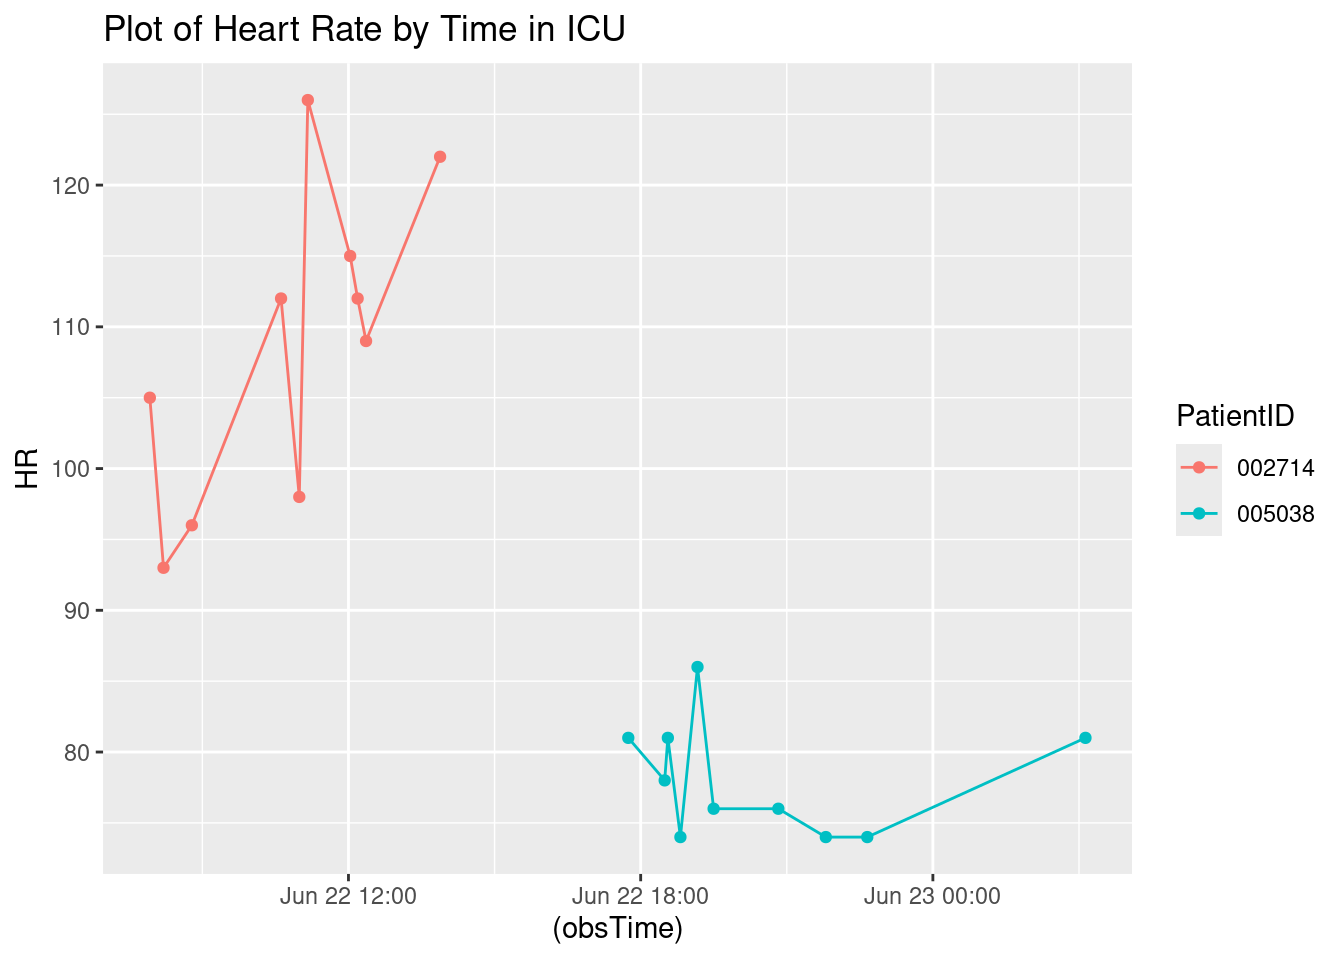 Plot of Heart Rate by Time in ICU
120
110
100
90
80
HR
Jun 22 12:00
Jun 22 18:00
Jun 23 00:00
(obsTime)
PatientID
002714
005038